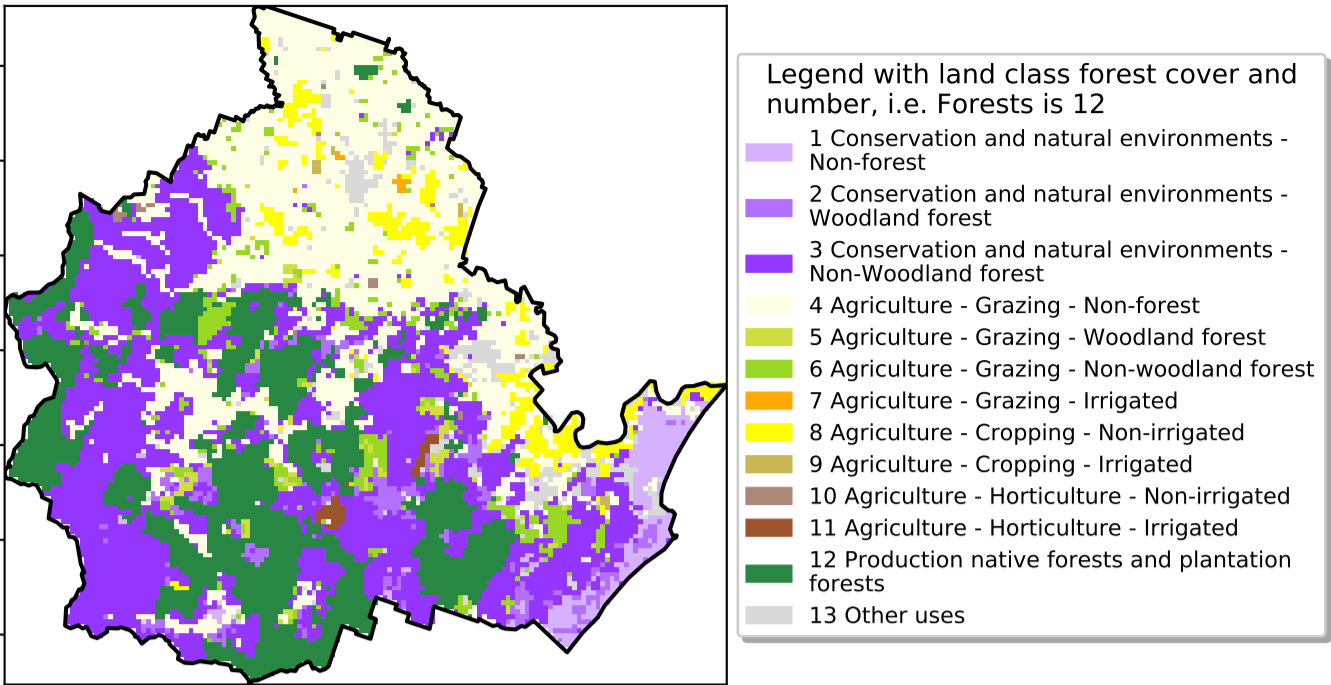 Legend with land class forest cover and
number, i.e. Forests is 12
1 Conservation and natural environments -
Non-forest
2 Conservation and natural environments -
Woodland forest
3 Conservation and natural environments -
Non-Woodland forest
4 Agriculture - Grazing - Non-forest
5 Agriculture - Grazing - Woodland forest
6 Agriculture - Grazing - Non-woodland forest
7 Agriculture - Grazing - Irrigated
8 Agriculture - Cropping - Non-irrigated
9 Agriculture - Cropping - Irrigated
10 Agriculture - Horticulture - Non-irrigated
11 Agriculture - Horticulture - Irrigated
12 Production native forests and plantation
forests
13 Other uses